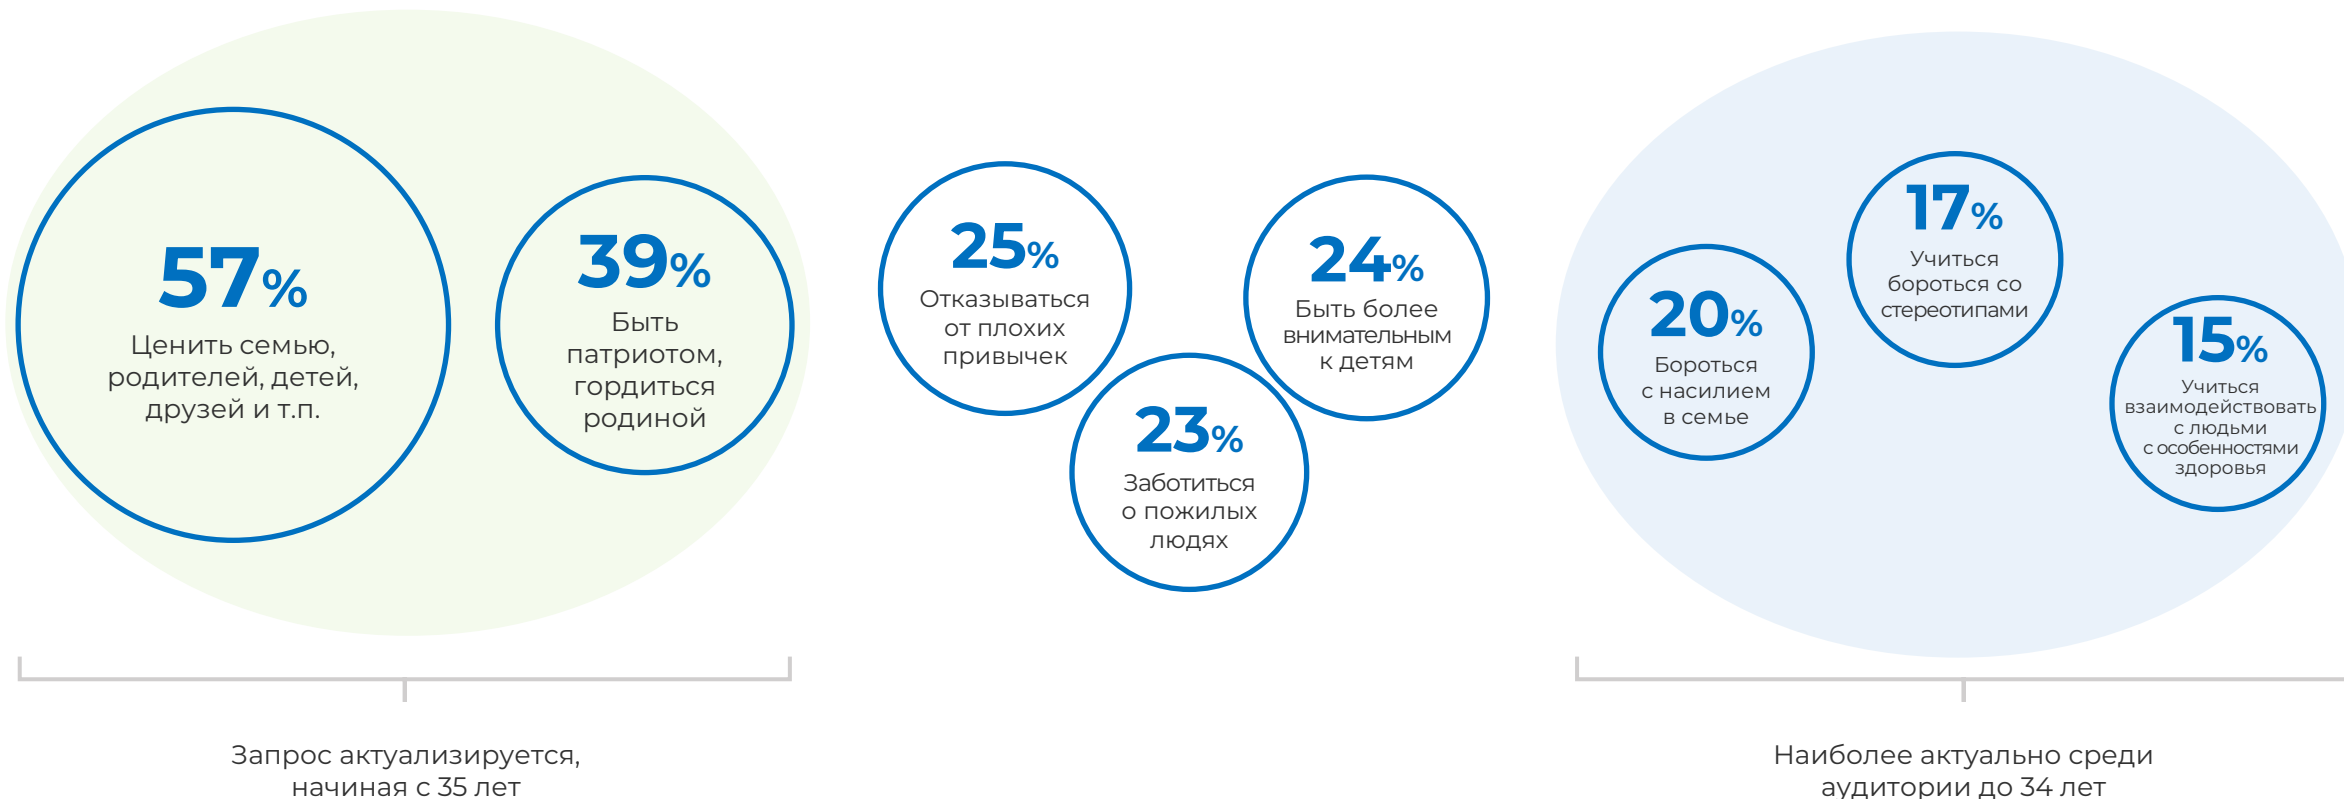 57%
Ценить семью,
родителей, детей,
друзей и т.п.
39%
Быть
патриотом,
гордиться
родиной
Запрос актуализируется,
начиная с 35 лет
25%
Отказываться
от плохих
привычек
24%
Быть более
внимательным
к детям
23%
Заботиться
о пожилых
людях
20%
Бороться
с насилием
в семье
17%
Учиться
бороться со
стереотипами
15%
Учиться
взаимодействовать
с людьми
с особенностями
здоровья
Наиболее актуально среди
аудитории до 34 лет